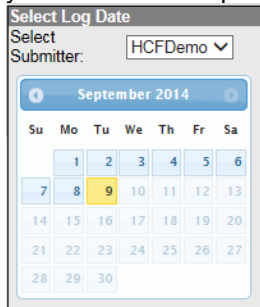 Select Log Date
Select
Submitter:
HCFDemo
September 2014
Su Mo Tu We Th Fr Sa
1 2 3 4 5 6
7 8 9 10 11 12 13
14 15 16 17 18 19 20
21 22 23 24 25 26 27
28 29 30